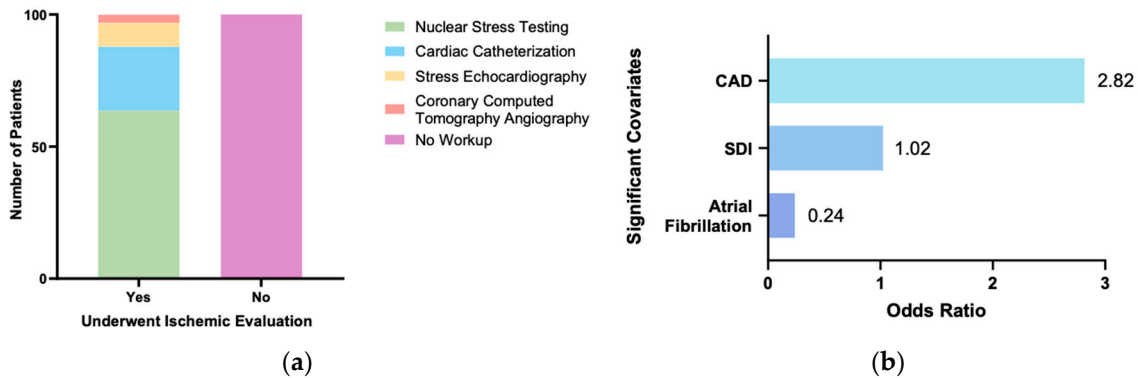 100
50
0
Number of Patients
Yes
No
Underwent Ischemic Evaluation
Nuclear Stress Testing
Cardiac Catheterization
Stress Echocardiography
Coronary Computed
Tomography Angiography
No Workup
(a)
Significant Covariates
CAD
2.82
SDI
1.02
Atrial
Fibrillation
0.24
0
1
2
3
Odds Ratio
(b)